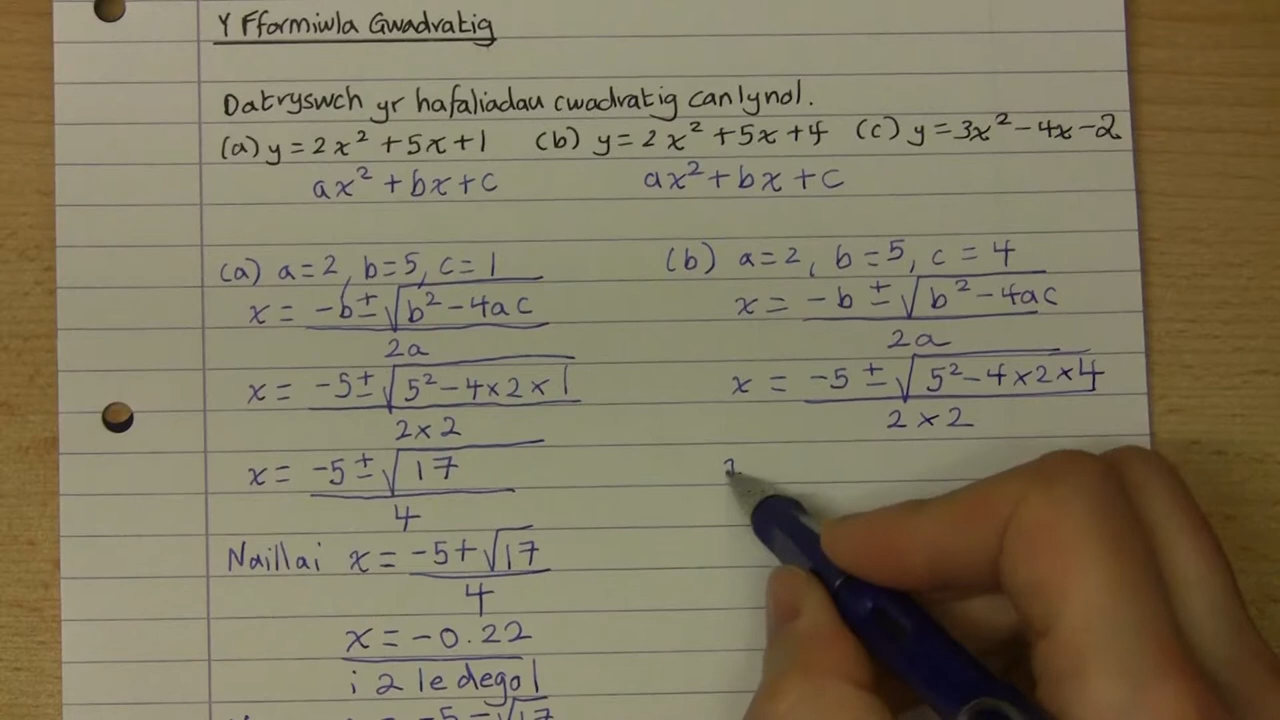 Y Fformiwla Gwadratig
Datryswch yr hafaliadau cwadratig canlynol.
(a) y = 2x² + 5x + 1 (b) y = 2x² + 5x + 4 (c) y = 3x² - 4x - 2
ax² + bx + c ax² + bx + c
(a) a = 2, b = 5, c = 1
x = -b ± √(b² - 4ac)
2a
x = -5 ± √(5² - 4 × 2 × 1)
2 × 2
x = -5 ± √17
4
Naillai x = -5 + √17
4
x = -0.22
i 2 le degol
x = -5 - √17
(b) a = 2, b = 5, c = 4
x = -b ± √(b² - 4ac)
2a
x = -5 ± √(5² - 4 × 2 × 4)
2 × 2